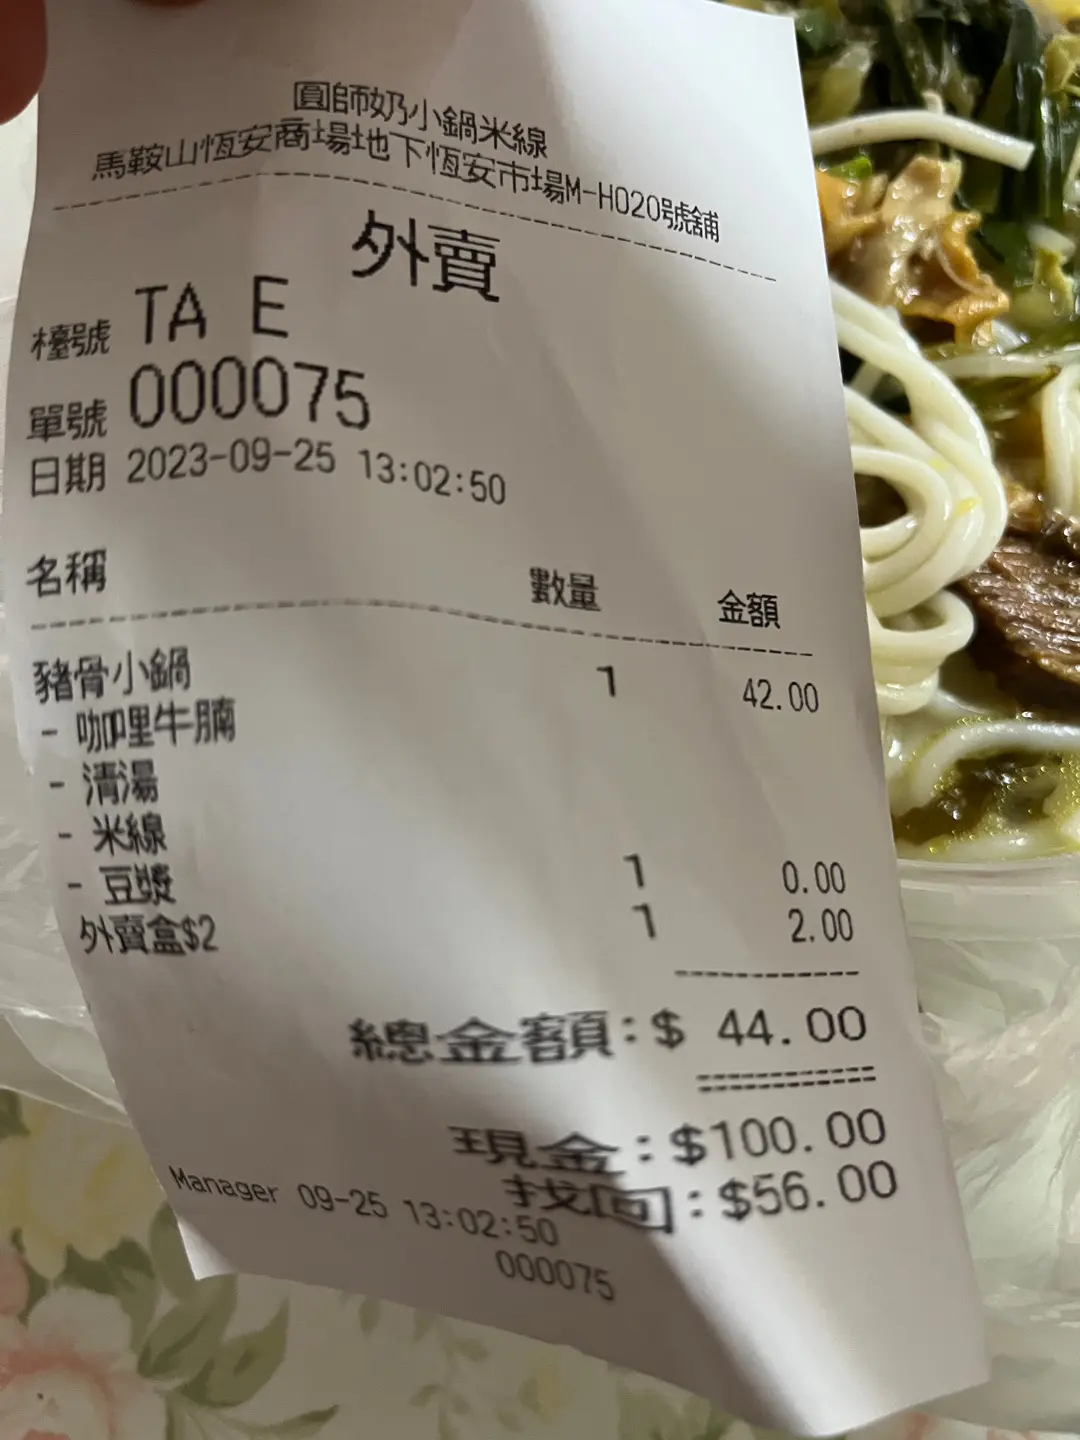 圓師奶小鍋米線
馬鞍山恆安商場地下恆安市場M-H020號舖
外賣
檯號 TA E
單號 000075
日期 2023-09-25 13:02:50
名稱 數量 金額
豬骨小鍋 1 42.00
- 咖哩牛腩
- 清湯
- 米線
- 豆漿 1 0.00
外賣盒$2 1 2.00
總金額:$ 44.00
現金:$100.00
找回:$56.00
Manager 09-25 13:02:50
000075